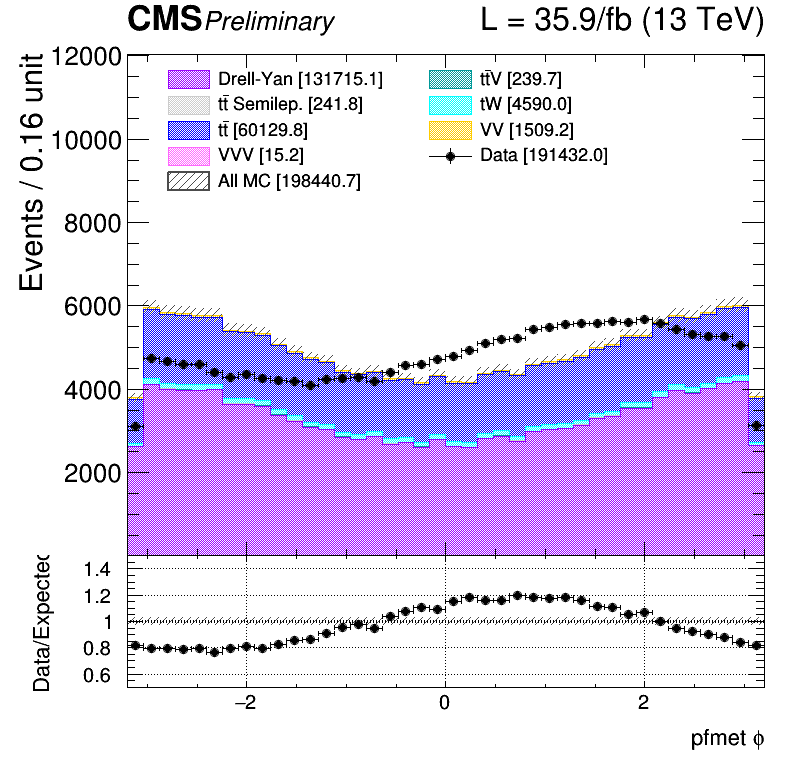 CMS Preliminary L = 35.9/fb (13 TeV)
Events / 0.16 unit
12000
10000
8000
6000
4000
2000
Drell-Yan [131715.1]
tt̄ Semilep. [241.8]
tt̄ [60129.8]
VVV [15.2]
All MC [198440.7]
tt̄V [239.7]
tW [4590.0]
VV [1509.2]
Data [191432.0]
Data/Expected
1.4
1.2
1
0.8
0.6
−2 0 2
pfmet ϕ